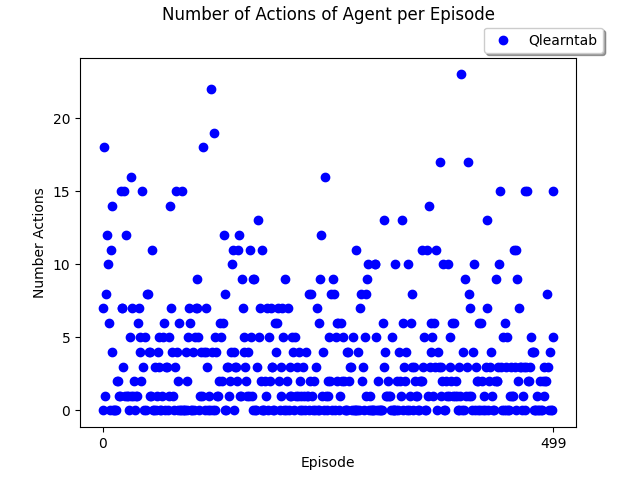 Number of Actions of Agent per Episode
Qlearntab
20
15
10
5
0
Number Actions
0 499
Episode